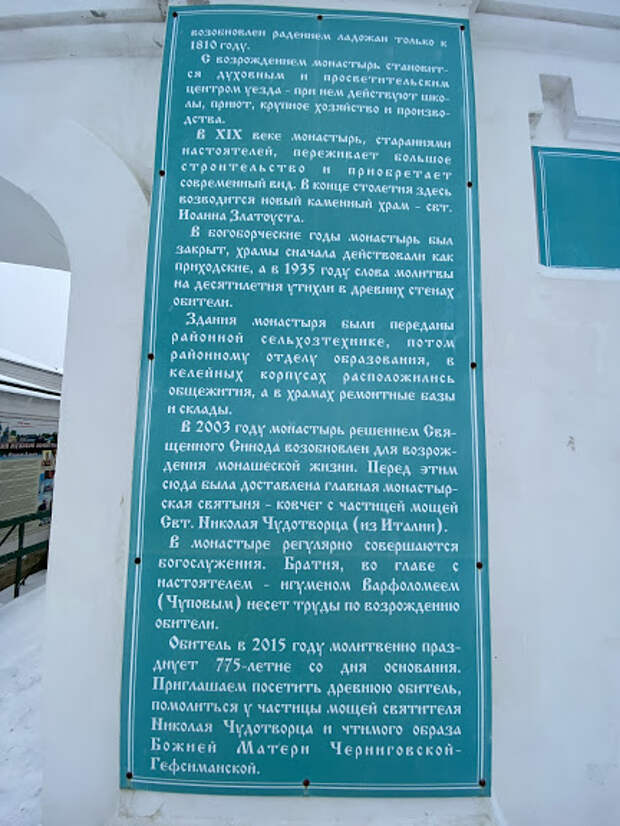 возобновлен радением ладожан только к
1810 году.
С возрождением монастырь становит-
ся духовным и просветительским
центром уезда - при нем действуют шко-
лы, приют, крупное хозяйство и произво-
дства.
В XIX веке монастырь, стараниями
настоятелей, переживает большое
строительство и приобретает
современный вид. В конце столетия здесь
возводится новый каменный храм - свт.
Иоанна Златоуста.
В богоборческие годы монастырь был
закрыт, храмы сначала действовали как
приходские, а в 1935 году слова молитвы
на десятилетия утихли в древних стенах
обители.
Здания монастыря были переданы
районной сельхозтехнике, потом
районному отделу образования, в
келейных корпусах расположились
общежития, а в храмах ремонтные базы
и склады.
В 2003 году монастырь решением Свя-
щенного Синода возобновлен для возрож-
дения монашеской жизни. Перед этим
сюда была доставлена главная монастыр-
ская святыня - ковчег с частицей мощей
Свт. Николая Чудотворца (из Италии).
В монастыре регулярно совершаются
богослужения. Братия, во главе с
настоятелем - игуменом Варфоломеем
(Чуповым) несет труды по возрождению
обители.
Обитель в 2015 году молитвенно праз-
днует 775-летие со дня основания.
Приглашаем посетить древнюю обитель,
помолиться у частицы мощей святителя
Николая Чудотворца и чтимого образа
Божией Матери Черниговской-
Гефсиманской.